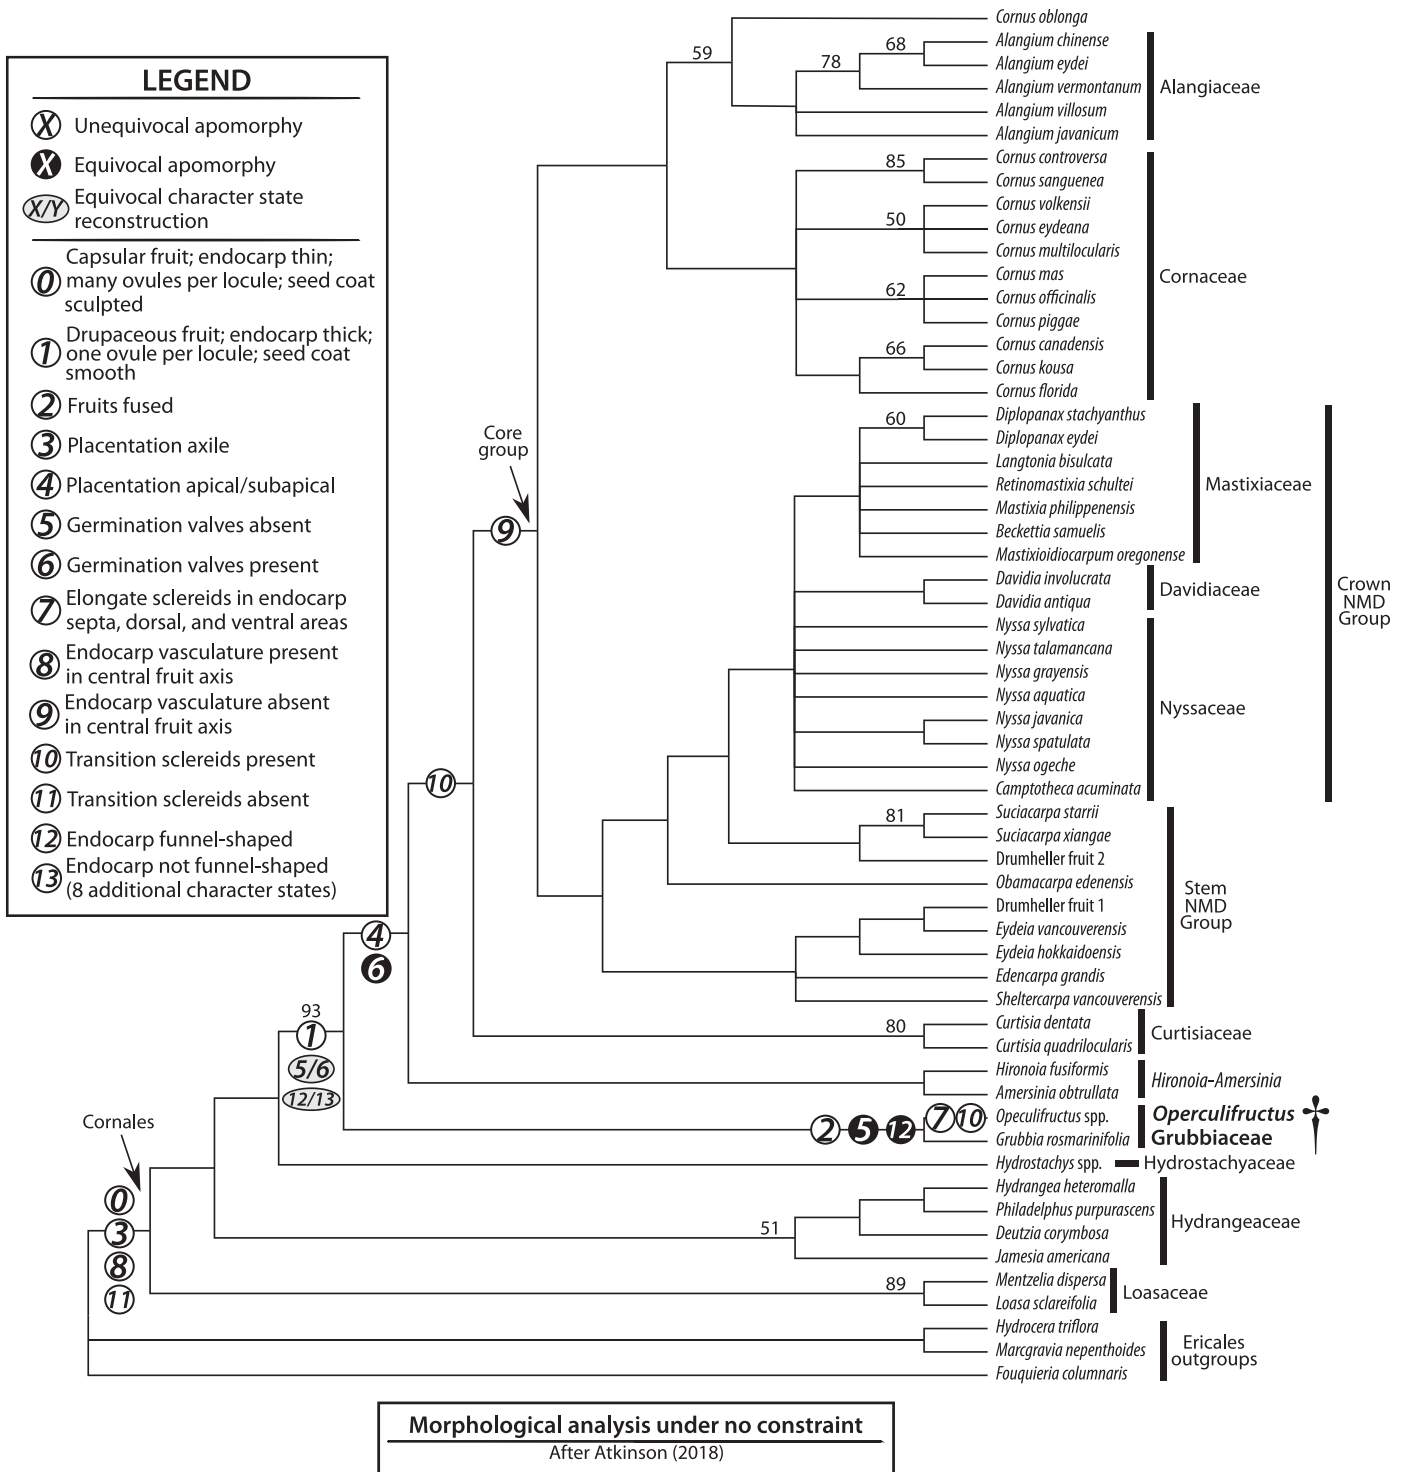 LEGEND
X Unequivocal apomorphy
X Equivocal apomorphy
X/Y Equivocal character state
reconstruction
Capsular fruit; endocarp thin;
0 many ovules per locule; seed coat
sculpted
Drupaceous fruit; endocarp thick;
1 one ovule per locule; seed coat
smooth
2 Fruits fused
3 Placentation axile
4 Placentation apical/subapical
5 Germination valves absent
6 Germination valves present
7 Elongate sclereids in endocarp
septa, dorsal, and ventral areas
8 Endocarp vasculature present
in central fruit axis
9 Endocarp vasculature absent
in central fruit axis
10 Transition sclereids present
11 Transition sclereids absent
12 Endocarp funnel-shaped
13 Endocarp not funnel-shaped
(8 additional character states)
Cornus oblonga
Alangium chinense
Alangium eydei
Alangium vermontanum
Alangium villosum
Alangium javanicum
Cornus controversa
Cornus sanguenea
Cornus volkensii
Cornus eydeana
Cornus multilocularis
Cornus mas
Cornus officinalis
Cornus piggae
Cornus canadensis
Cornus kousa
Cornus florida
Diplopanax stachyanthus
Diplopanax eydei
Langtonia bisulcata
Retinomastixia schultei
Mastixia philippenensis
Beckettia samuelis
Mastixioidiocarpum oregonense
Davidia involucrata
Davidia antiqua
Nyssa sylvatica
Nyssa talamancana
Nyssa grayensis
Nyssa aquatica
Nyssa javanica
Nyssa spatulata
Nyssa ogeche
Camptotheca acuminata
Suciacarpa starrii
Suciacarpa xiangae
Drumheller fruit 2
Obamacarpa edenensis
Drumheller fruit 1
Eydeia vancouverensis
Eydeia hokkaidoensis
Edencarpa grandis
Sheltercarpa vancouverensis
Curtisia dentata
Curtisia quadrilocularis
Hironoia fusiformis
Amersinia obtrullata
Opeculifructus spp.
Grubbia rosmarinifolia
Hydrostachys spp.
Hydrangea heteromalla
Philadelphus purpurascens
Deutzia corymbosa
Jamesia americana
Mentzelia dispersa
Loasa sclareifolia
Hydrocera triflora
Marcgravia nepenthoides
Fouquieria columnaris
Alangiaceae
Cornaceae
Mastixiaceae
Davidiaceae
Nyssaceae
Crown
NMD
Group
Stem
NMD
Group
Curtisiaceae
Hironoia–Amersinia
Operculifructus †
Grubbiaceae
Hydrostachyaceae
Hydrangeaceae
Loasaceae
Ericales
outgroups
59
68
78
85
50
62
66
60
81
80
93
51
89
Core
group
9
10
4
6
1
5/6
12/13
2 5 12
7 10
Cornales
0
3
8
11
Morphological analysis under no constraint
After Atkinson (2018)